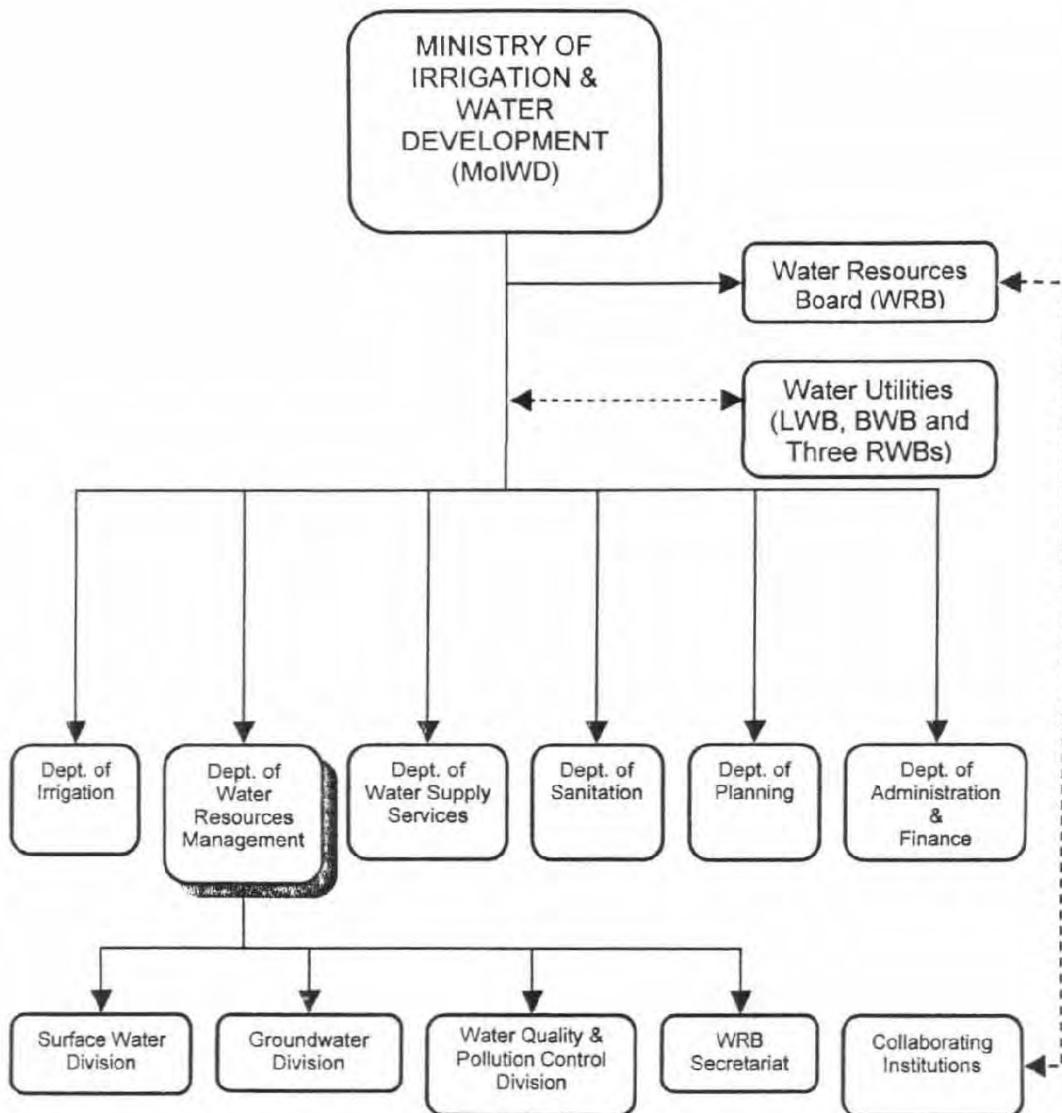 MINISTRY OF
IRRIGATION &
WATER
DEVELOPMENT
(MoIWD)
Water Resources
Board (WRB)
Water Utilities
(LWB, BWB and
Three RWBs)
Dept. of
Irrigation
Dept. of
Water
Resources
Management
Dept. of
Water Supply
Services
Dept. of
Sanitation
Dept. of
Planning
Dept. of
Administration
&
Finance
Surface Water
Division
Groundwater
Division
Water Quality &
Pollution Control
Division
WRB
Secretariat
Collaborating
Institutions